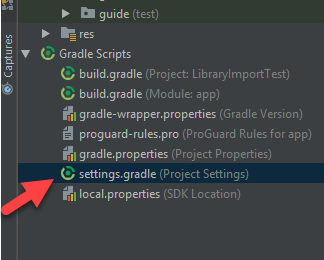 guide (test)
res
Captures
Gradle Scripts
build.gradle (Project: LibraryImportTest)
build.gradle (Module: app)
gradle-wrapper.properties (Gradle Version)
proguard-rules.pro (ProGuard Rules for app)
gradle.properties (Project Properties)
settings.gradle (Project Settings)
local.properties (SDK Location)